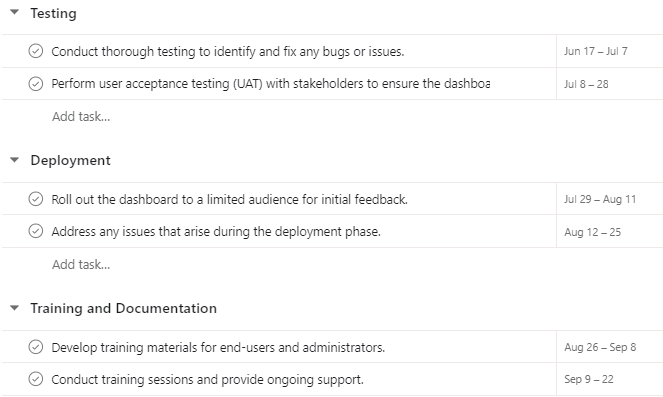 Testing
Conduct thorough testing to identify and fix any bugs or issues. Jun 17 – Jul 7
Perform user acceptance testing (UAT) with stakeholders to ensure the dashboa Jul 8 – 28
Add task...
Deployment
Roll out the dashboard to a limited audience for initial feedback. Jul 29 – Aug 11
Address any issues that arise during the deployment phase. Aug 12 – 25
Add task...
Training and Documentation
Develop training materials for end-users and administrators. Aug 26 – Sep 8
Conduct training sessions and provide ongoing support. Sep 9 – 22